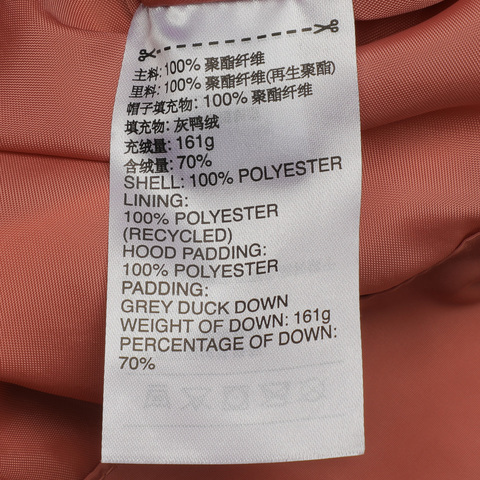 主料: 100% 聚酯纤维
里料: 100% 聚酯纤维(再生聚酯)
帽子填充物: 100% 聚酯纤维
填充物: 灰鸭绒
充绒量: 161g
含绒量: 70%
SHELL: 100% POLYESTER
LINING:
100% POLYESTER
(RECYCLED)
HOOD PADDING:
100% POLYESTER
PADDING:
GREY DUCK DOWN
WEIGHT OF DOWN: 161g
PERCENTAGE OF DOWN:
70%